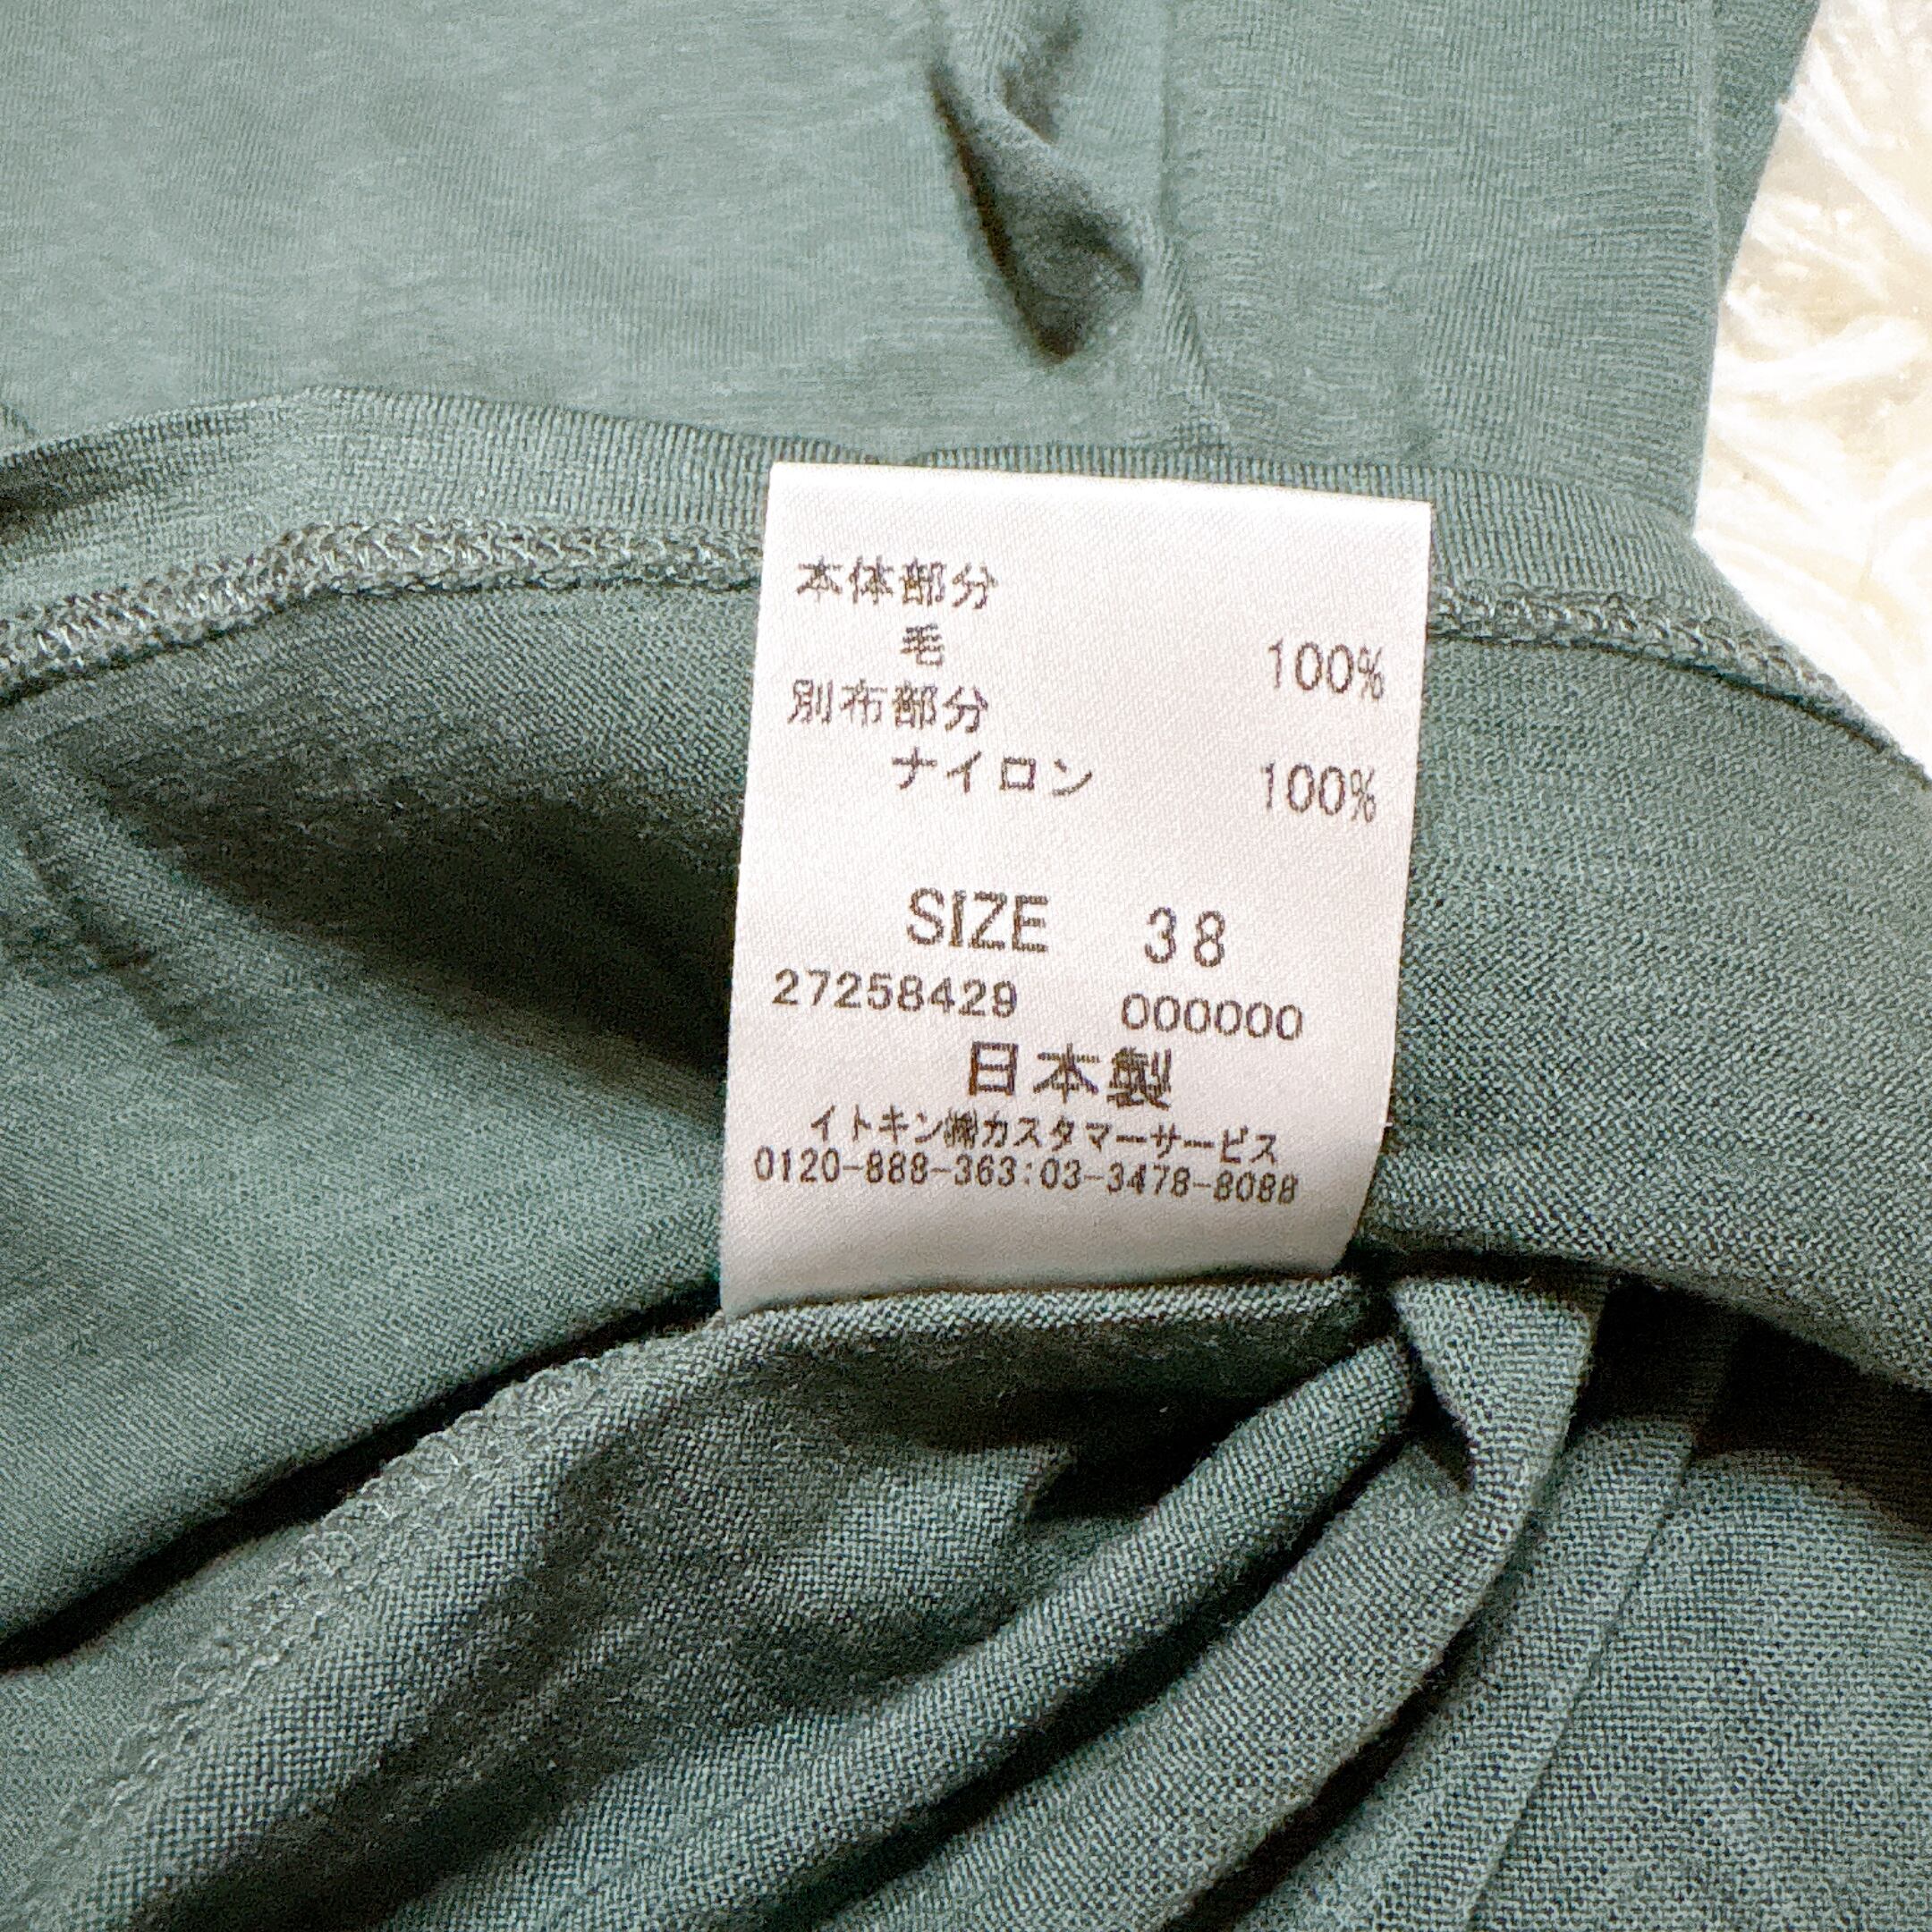 本体部分
毛 100%
別布部分
ナイロン 100%
SIZE 38
27258429 000000
日本製
イトキン㈱カスタマーサービス
0120-888-363:03-3478-8088